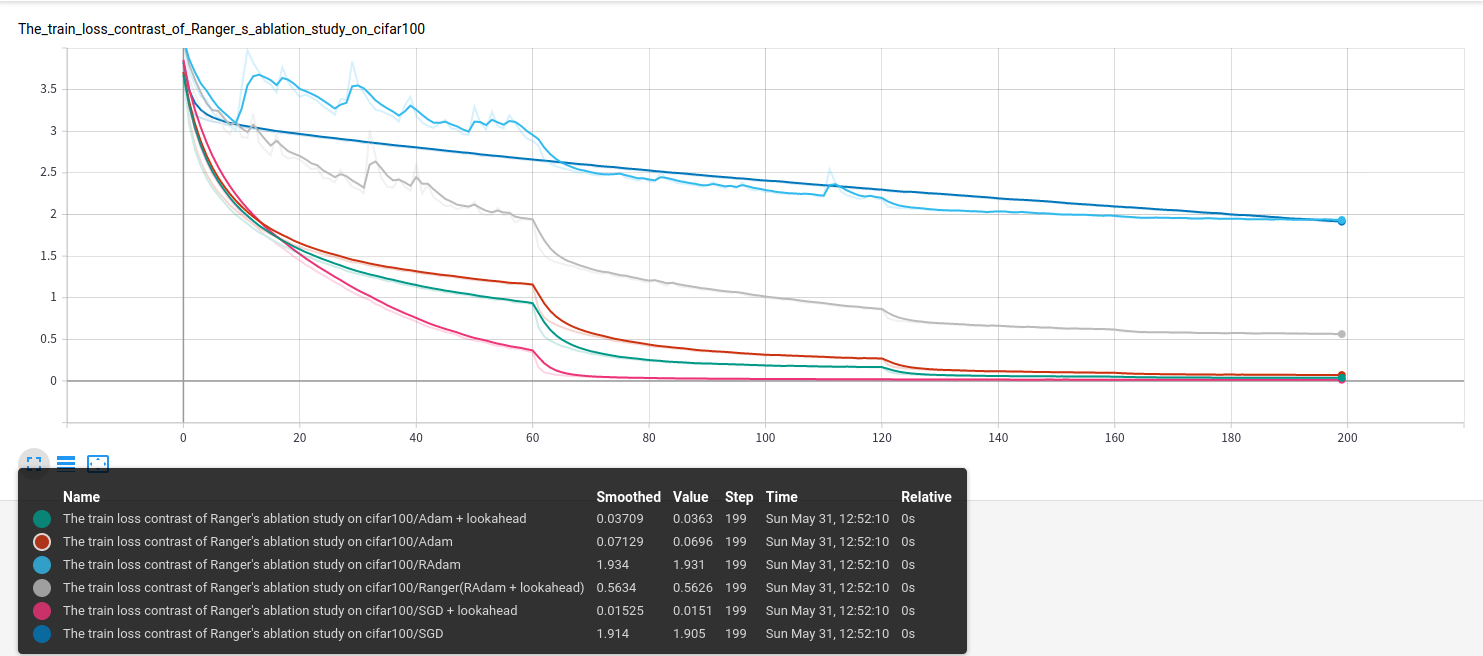 The_train_loss_contrast_of_Ranger_s_ablation_study_on_cifar100
3.5
3
2.5
2
1.5
1
0.5
0
0 20 40 60 80 100 120 140 160 180 200
Name Smoothed Value Step Time Relative
The train loss contrast of Ranger's ablation study on cifar100/Adam + lookahead 0.03709 0.0363 199 Sun May 31, 12:52:10 0s
The train loss contrast of Ranger's ablation study on cifar100/Adam 0.07129 0.0696 199 Sun May 31, 12:52:10 0s
The train loss contrast of Ranger's ablation study on cifar100/RAdam 1.934 1.931 199 Sun May 31, 12:52:10 0s
The train loss contrast of Ranger's ablation study on cifar100/Ranger(RAdam + lookahead) 0.5634 0.5626 199 Sun May 31, 12:52:10 0s
The train loss contrast of Ranger's ablation study on cifar100/SGD + lookahead 0.01525 0.0151 199 Sun May 31, 12:52:10 0s
The train loss contrast of Ranger's ablation study on cifar100/SGD 1.914 1.905 199 Sun May 31, 12:52:10 0s